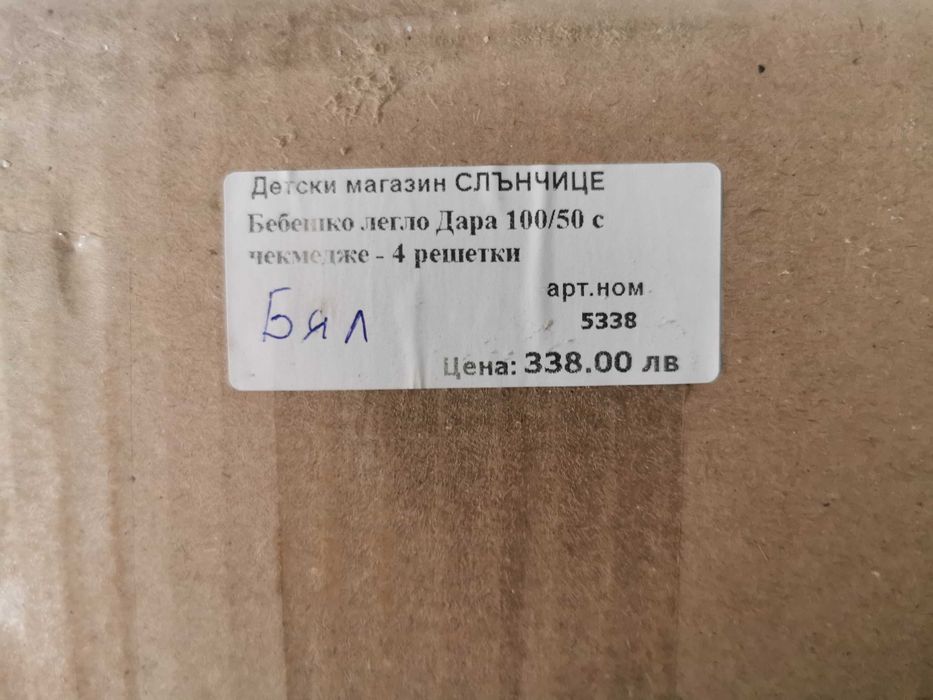 Детски магазин СЛЪНЧИЦЕ
Бебешко легло Дара 100/50 с
чекмедже - 4 решетки
арт.ном
Бял
5338
Цена: 338.00 лв